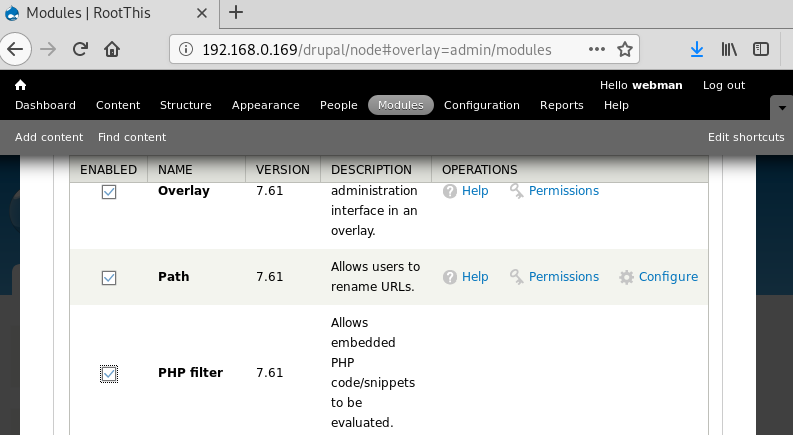 Modules | RootThis
192.168.0.169/drupal/node#overlay=admin/modules
Hello webman Log out
Dashboard Content Structure Appearance People Modules Configuration Reports Help
Add content Find content Edit shortcuts
ENABLED NAME VERSION DESCRIPTION OPERATIONS
Overlay 7.61 administration Help Permissions
interface in an
overlay.
Path 7.61 Allows users to Help Permissions Configure
rename URLs.
Allows
embedded
PHP
PHP filter 7.61 code/snippets
to be
evaluated.